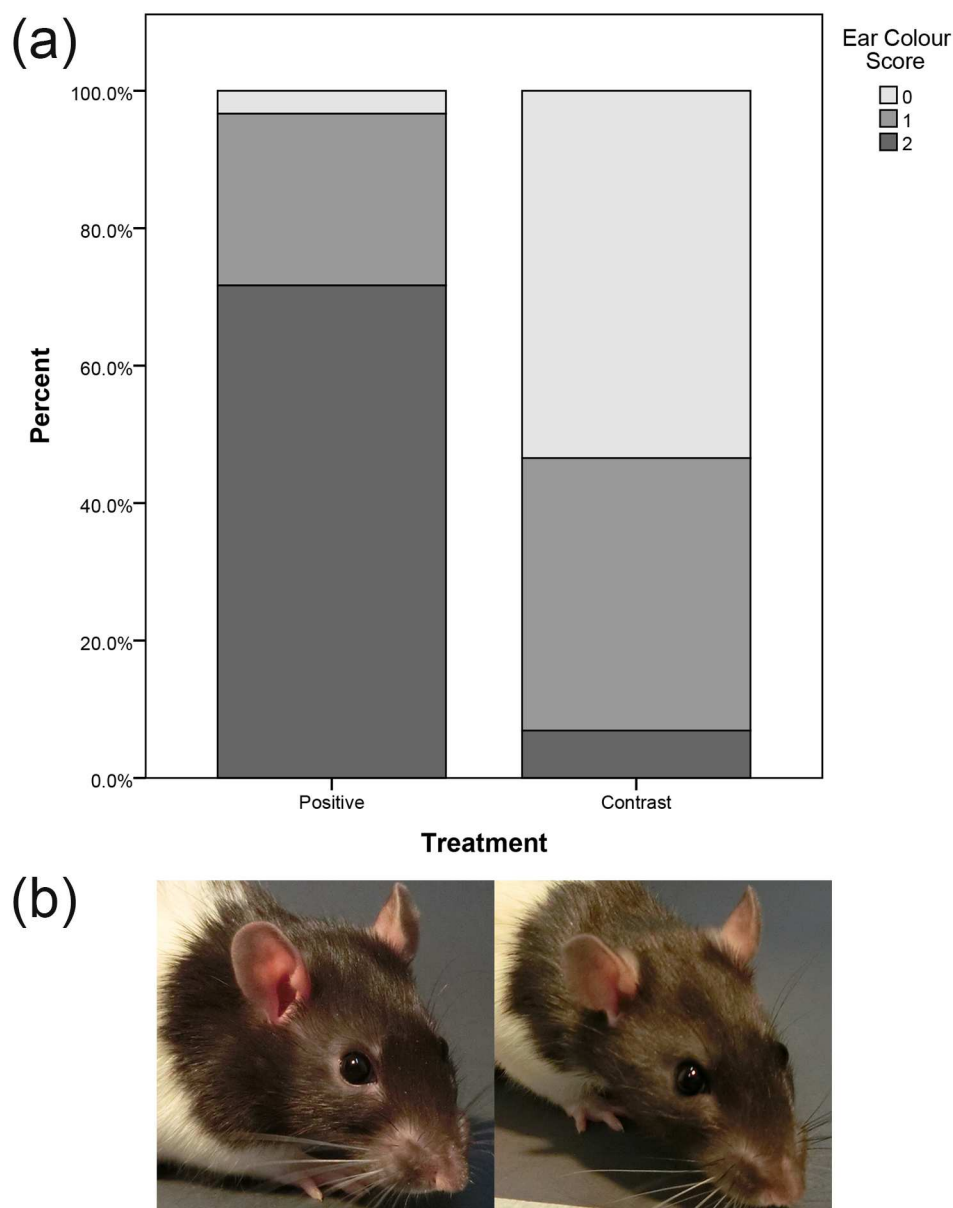 (a)
Ear Colour
Score
0
1
2
100.0%
80.0%
60.0%
40.0%
20.0%
0.0%
Percent
Positive
Contrast
Treatment
(b)